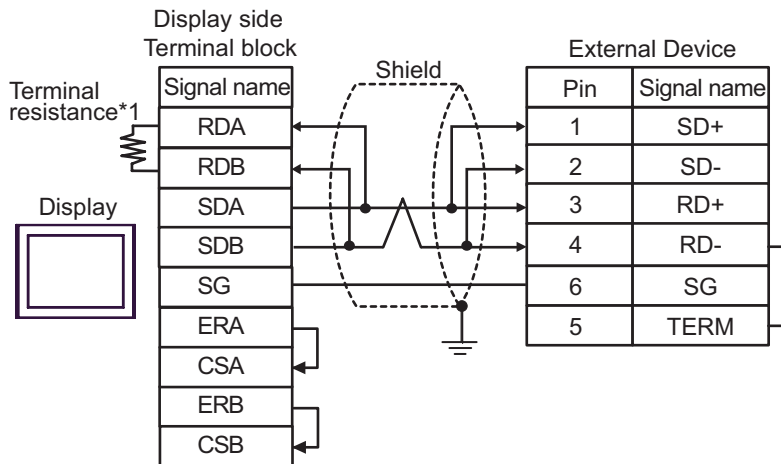 Display side
Terminal block
External Device
Shield
Terminal
resistance*1
Display
Signal name
RDA
RDB
SDA
SDB
SG
ERA
CSA
ERB
CSB
Pin Signal name
1 SD+
2 SD-
3 RD+
4 RD-
6 SG
5 TERM